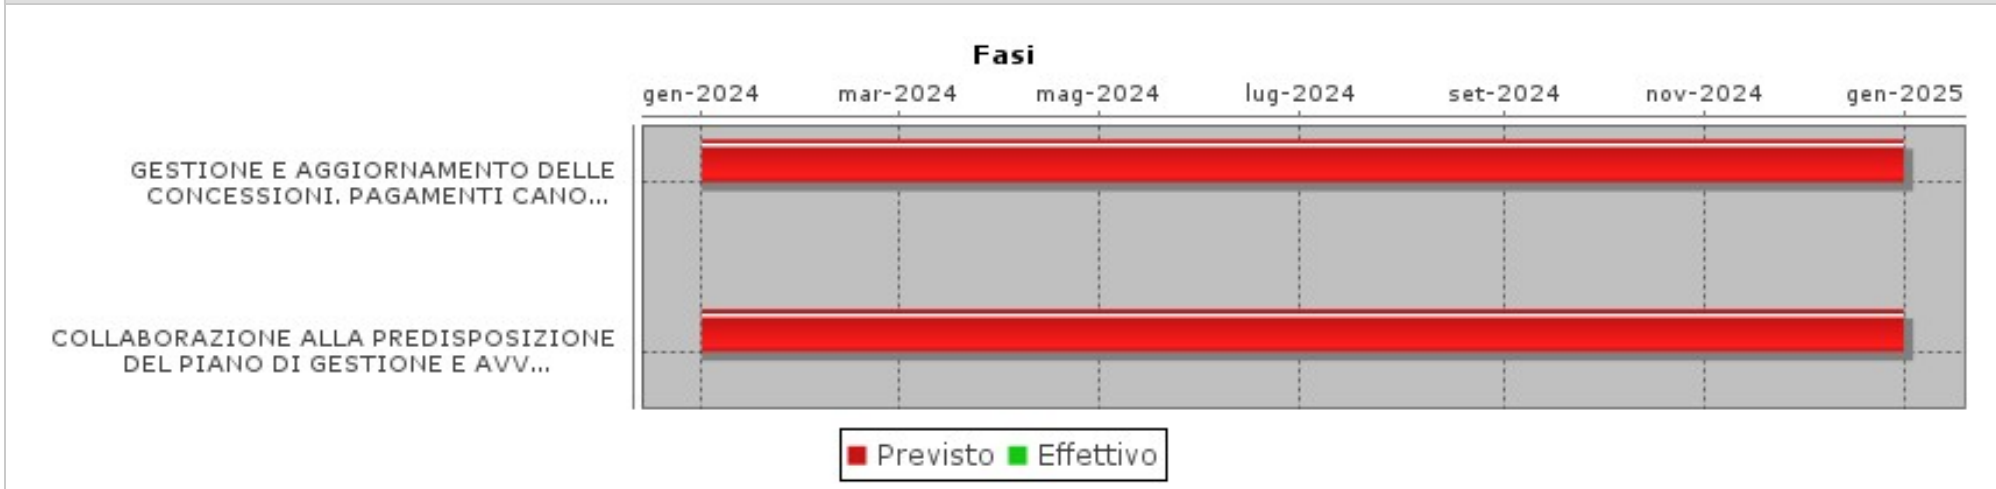 Fasi
gen-2024 mar-2024 mag-2024 lug-2024 set-2024 nov-2024 gen-2025
GESTIONE E AGGIORNAMENTO DELLE
CONCESSIONI. PAGAMENTI CANO...
COLLABORAZIONE ALLA PREDISPOSIZIONE
DEL PIANO DI GESTIONE E AVV...
Previsto Effettivo